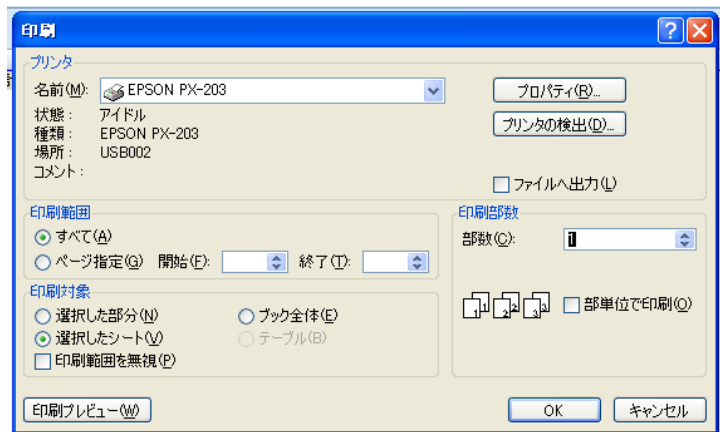 印刷
プリンタ
名前(M): EPSON PX-203 プロパティ(R)...
状態: アイドル
種類: EPSON PX-203 プリンタの検出(D)...
場所: USB002
コメント:
ファイルへ出力(L)
印刷範囲 印刷部数
すべて(A) 部数(C): 1
ページ指定(G) 開始(F): 終了(T):
印刷対象
選択した部分(N) ブック全体(E) 1 1 2 2 3 3 部単位で印刷(O)
選択したシート(V) テーブル(B)
印刷範囲を無視(P)
印刷プレビュー(W) OK キャンセル